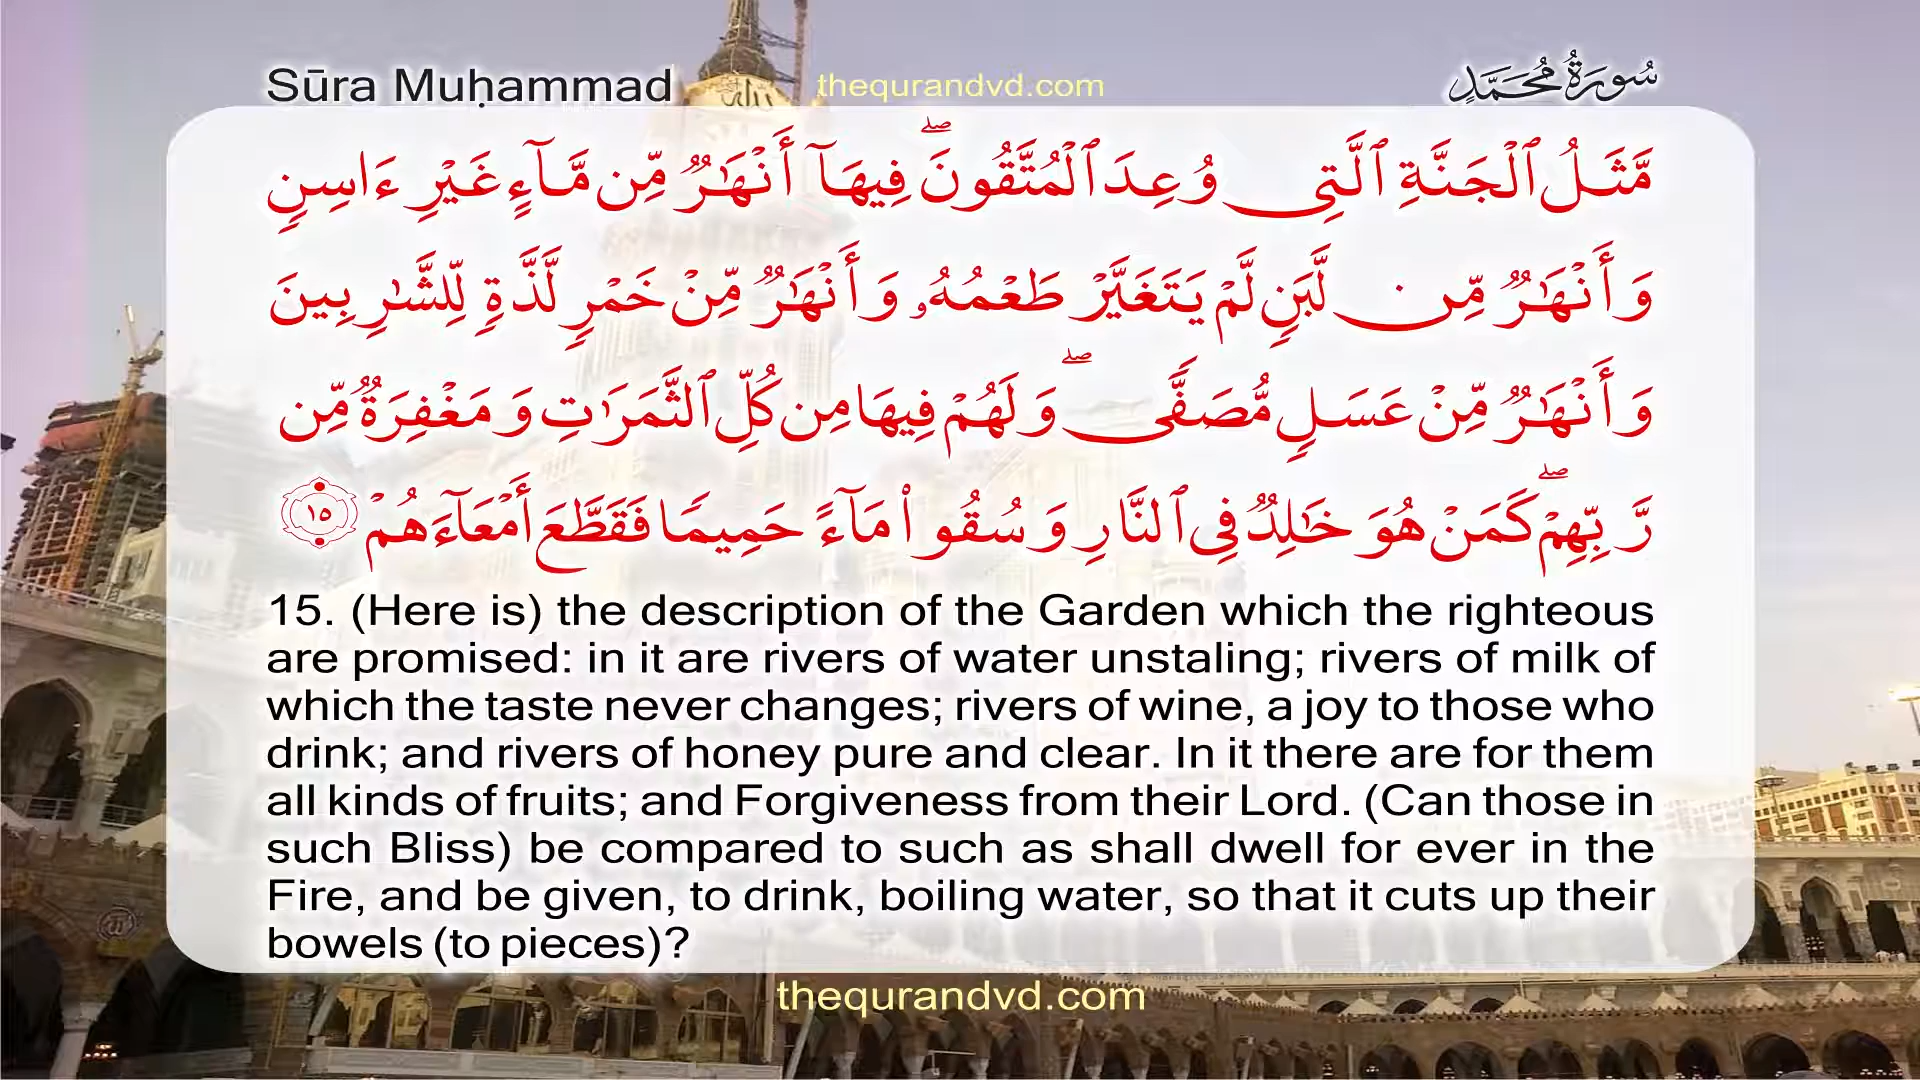 Sūra Muḥammad
thequrandvd.com
سُورَةُ مُحَمَّدٍ
مَّثَلُ ٱلْجَنَّةِ ٱلَّتِى وُعِدَ ٱلْمُتَّقُونَ ۖ فِيهَآ أَنْهَـٰرٌ مِّن مَّآءٍ غَيْرِ ءَاسِنٍ
وَأَنْهَـٰرٌ مِّن لَّبَنٍ لَّمْ يَتَغَيَّرْ طَعْمُهُۥ وَأَنْهَـٰرٌ مِّنْ خَمْرٍ لَّذَّةٍ لِّلشَّـٰرِبِينَ
وَأَنْهَـٰرٌ مِّنْ عَسَلٍ مُّصَفًّى ۖ وَلَهُمْ فِيهَا مِن كُلِّ ٱلثَّمَرَٰتِ وَمَغْفِرَةٌ مِّن
رَّبِّهِمْ ۖ كَمَنْ هُوَ خَـٰلِدٌ فِى ٱلنَّارِ وَسُقُوا۟ مَآءً حَمِيمًا فَقَطَّعَ أَمْعَآءَهُمْ ١٥
15. (Here is) the description of the Garden which the righteous
are promised: in it are rivers of water unstaling; rivers of milk of
which the taste never changes; rivers of wine, a joy to those who
drink; and rivers of honey pure and clear. In it there are for them
all kinds of fruits; and Forgiveness from their Lord. (Can those in
such Bliss) be compared to such as shall dwell for ever in the
Fire, and be given, to drink, boiling water, so that it cuts up their
bowels (to pieces)?
thequrandvd.com